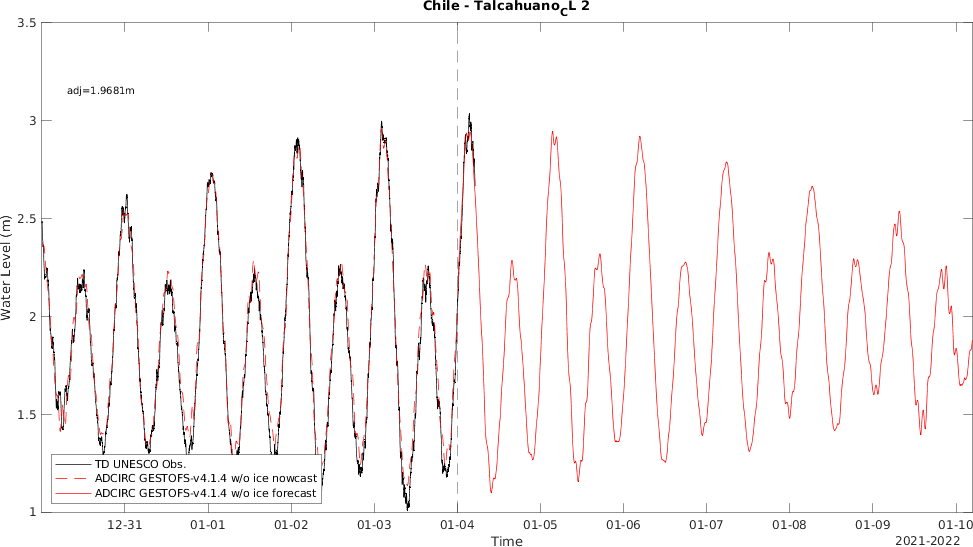 Chile - Talcahuano_CL 2
adj=1.9681m
Water Level (m)
3.5
3
2.5
2
1.5
1
TD UNESCO Obs.
ADCIRC GESTOFS-v4.1.4 w/o ice nowcast
ADCIRC GESTOFS-v4.1.4 w/o ice forecast
12-31 01-01 01-02 01-03 01-04 01-05 01-06 01-07 01-08 01-09 01-10
Time
2021-2022